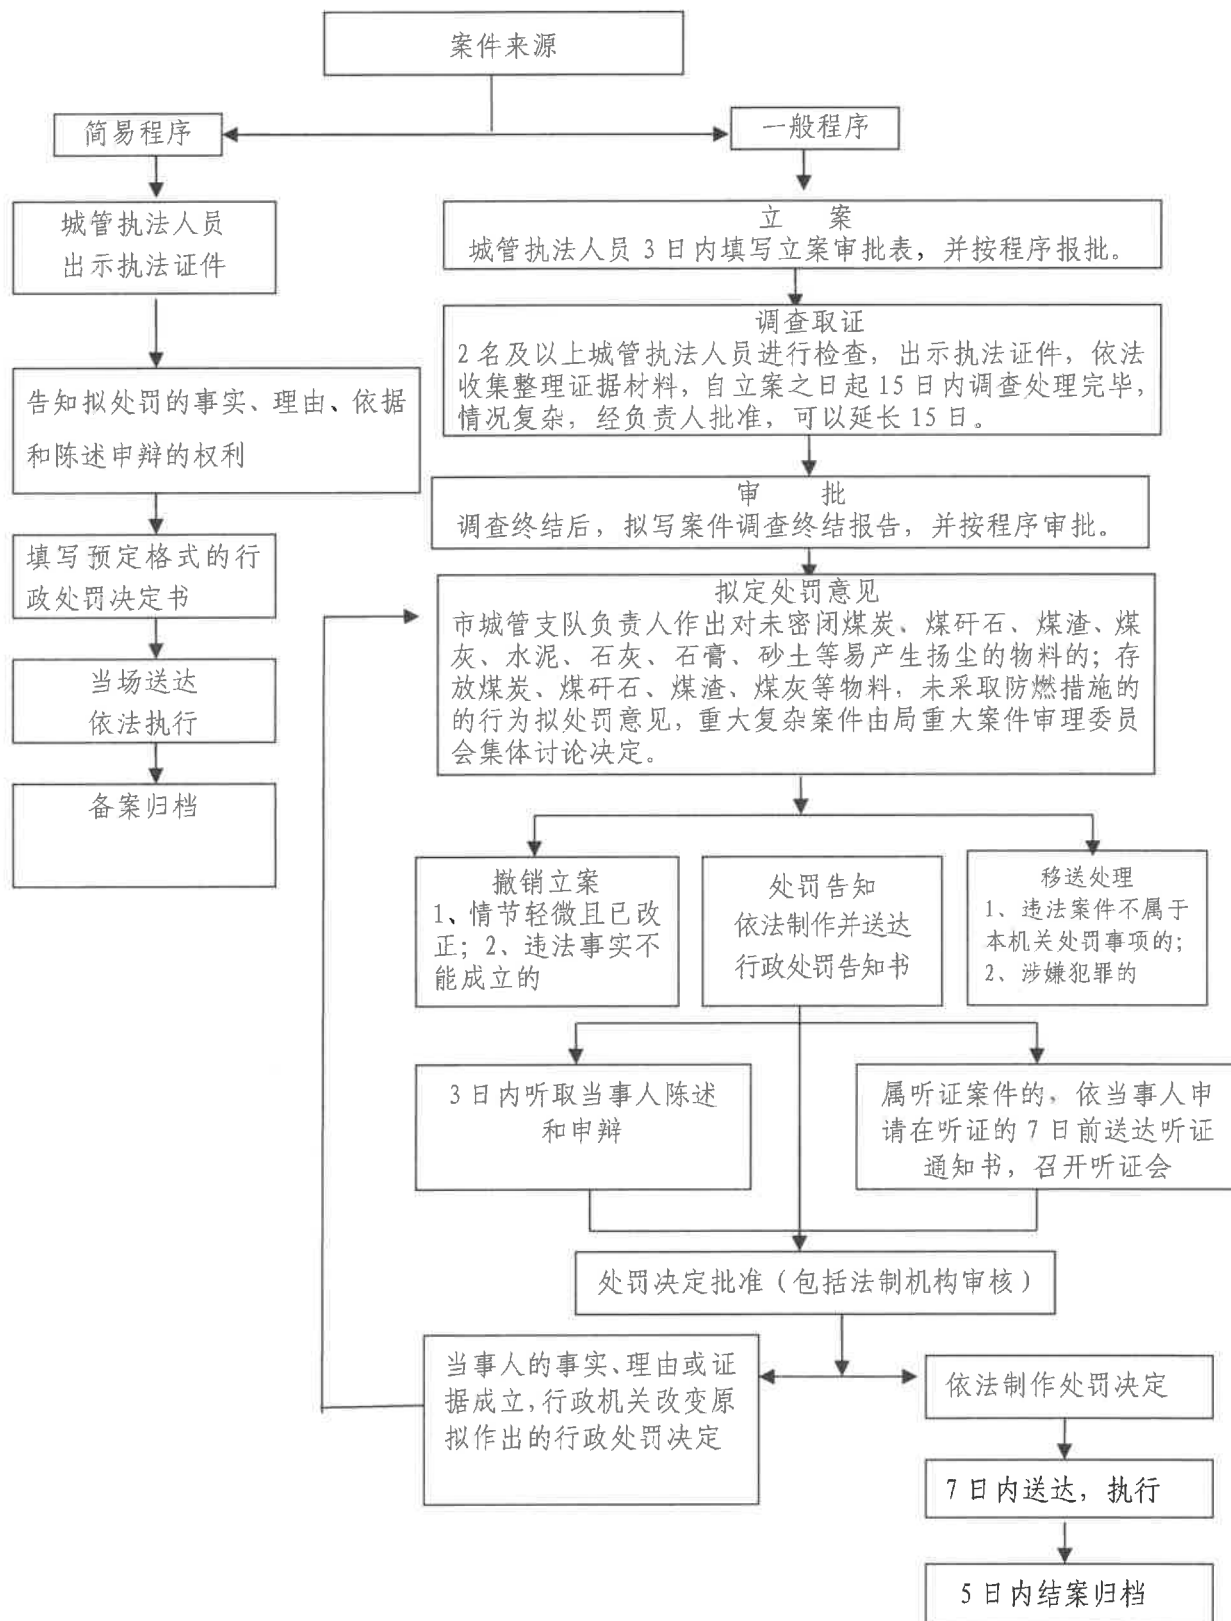 案件来源
简易程序
一般程序
城管执法人员
出示执法证件
告知拟处罚的事实、理由、依据
和陈述申辩的权利
填写预定格式的行
政处罚决定书
当场送达
依法执行
备案归档
立 案
城管执法人员 3 日内填写立案审批表，并按程序报批。
调查取证
2 名及以上城管执法人员进行检查，出示执法证件，依法
收集整理证据材料，自立案之日起 15 日内调查处理完毕，
情况复杂，经负责人批准，可以延长 15 日。
审 批
调查终结后，拟写案件调查终结报告，并按程序审批。
拟定处罚意见
市城管支队负责人作出对未密闭煤炭、煤矸石、煤渣、煤
灰、水泥、石灰、石膏、砂土等易产生扬尘的物料的；存
放煤炭、煤矸石、煤渣、煤灰等物料，未采取防燃措施的
的行为拟处罚意见，重大复杂案件由局重大案件审理委员
会集体讨论决定。
撤销立案
1、情节轻微且已改
正；2、违法事实不
能成立的
处罚告知
依法制作并送达
行政处罚告知书
移送处理
1、违法案件不属于
本机关处罚事项的；
2、涉嫌犯罪的
3 日内听取当事人陈述
和申辩
属听证案件的，依当事人申
请在听证的 7 日前送达听证
通知书，召开听证会
处罚决定批准（包括法制机构审核）
当事人的事实、理由或证
据成立，行政机关改变原
拟作出的行政处罚决定
依法制作处罚决定
7 日内送达，执行
5 日内结案归档